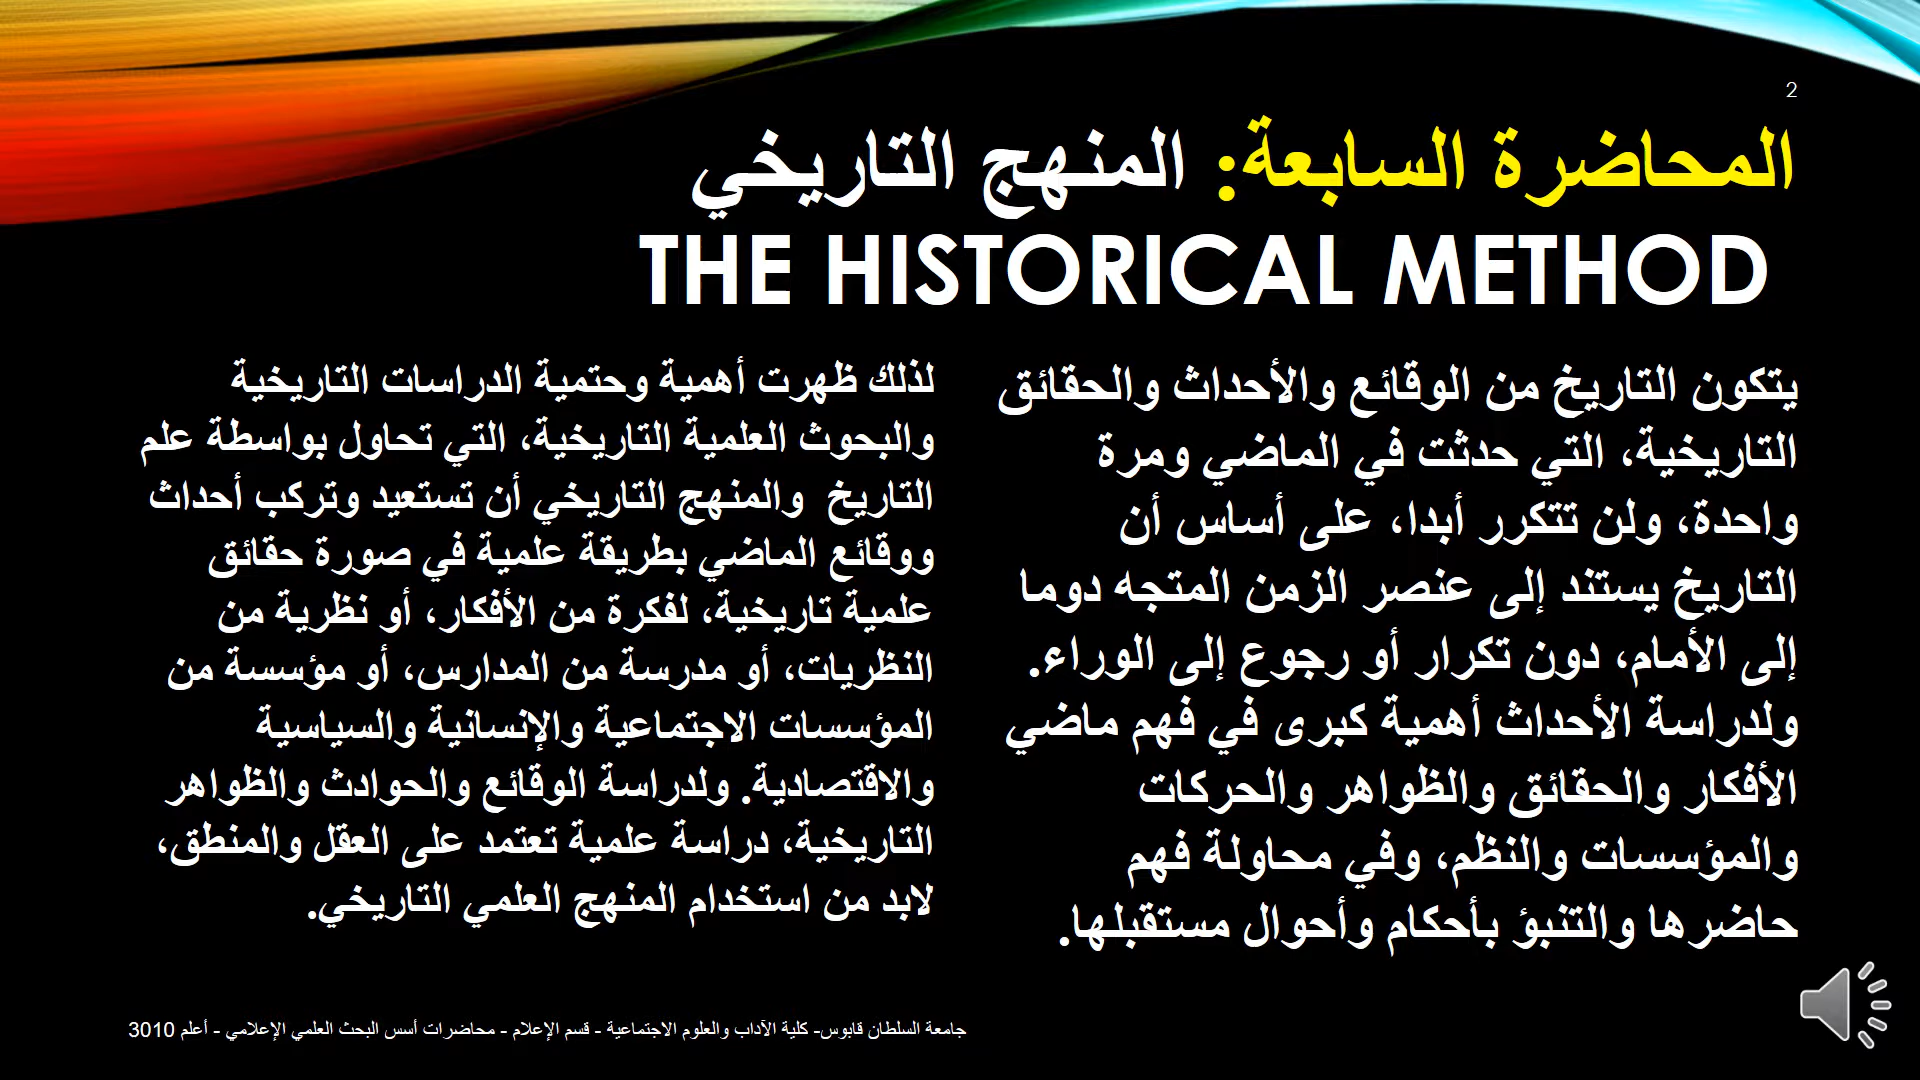 2
المحاضرة السابعة: المنهج التاريخي
THE HISTORICAL METHOD
يتكون التاريخ من الوقائع والأحداث والحقائق
التاريخية، التي حدثت في الماضي ومرة
واحدة، ولن تتكرر أبدا، على أساس أن
التاريخ يستند إلى عنصر الزمن المتجه دوما
إلى الأمام، دون تكرار أو رجوع إلى الوراء.
ولدراسة الأحداث أهمية كبرى في فهم ماضي
الأفكار والحقائق والظواهر والحركات
والمؤسسات والنظم، وفي محاولة فهم
حاضرها والتنبؤ بأحكام وأحوال مستقبلها.
لذلك ظهرت أهمية وحتمية الدراسات التاريخية
والبحوث العلمية التاريخية، التي تحاول بواسطة علم
التاريخ والمنهج التاريخي أن تستعيد وتركب أحداث
ووقائع الماضي بطريقة علمية في صورة حقائق
علمية تاريخية، لفكرة من الأفكار، أو نظرية من
النظريات، أو مدرسة من المدارس، أو مؤسسة من
المؤسسات الاجتماعية والإنسانية والسياسية
والاقتصادية. ولدراسة الوقائع والحوادث والظواهر
التاريخية، دراسة علمية تعتمد على العقل والمنطق،
لابد من استخدام المنهج العلمي التاريخي.
جامعة السلطان قابوس- كلية الآداب والعلوم الاجتماعية - قسم الإعلام - محاضرات أسس البحث العلمي الإعلامي - أعلم 3010